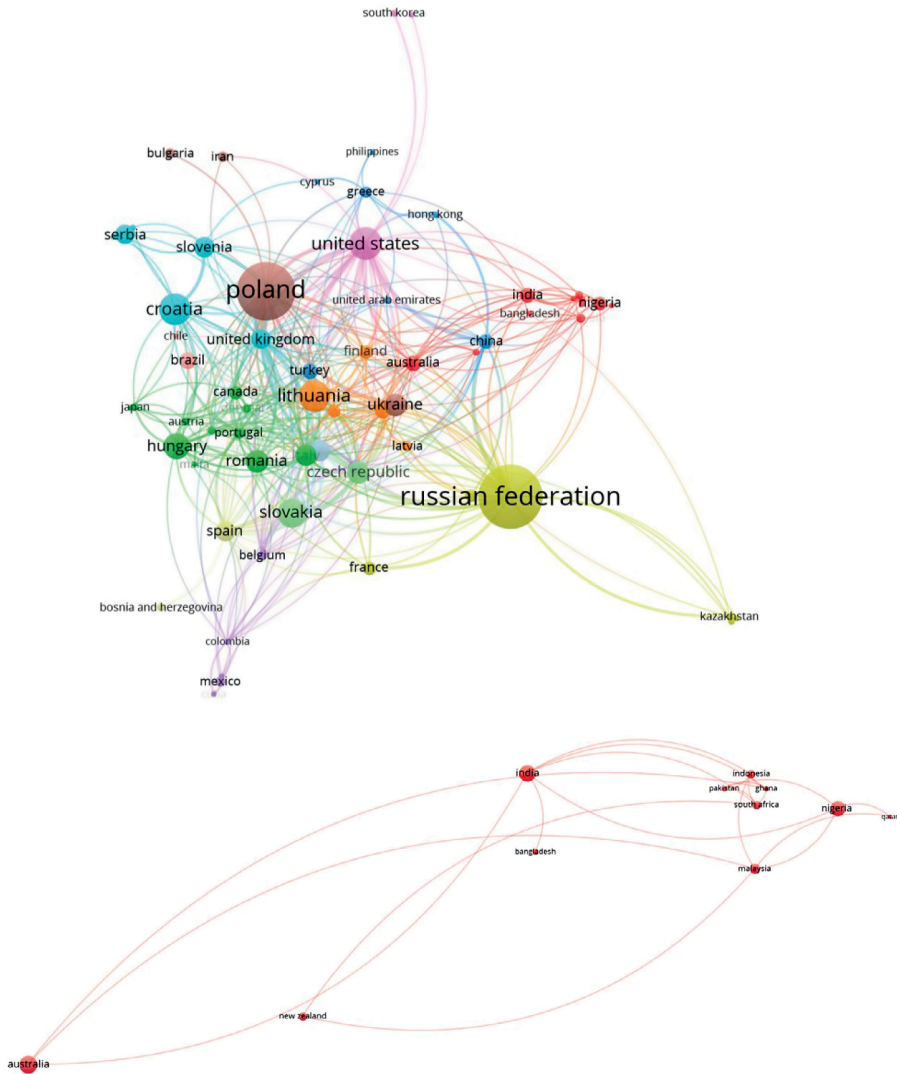 south korea
bulgaria
iran
philippines
cyprus
greece
hong kong
serbia
slovenia
united states
poland
united arab emirates
india
nigeria
bangladesh
croatia
chile
united kingdom
china
finland
brazil
turkey
australia
canada
lithuania
ukraine
japan
austria
portugal
hungary
latvia
romania
malta
czech republic
russian federation
slovakia
spain
belgium
france
bosnia and herzegovina
kazakhstan
colombia
mexico
india
indonesia
pakistan
ghana
south africa
nigeria
qatar
bangladesh
malaysia
new zealand
australia